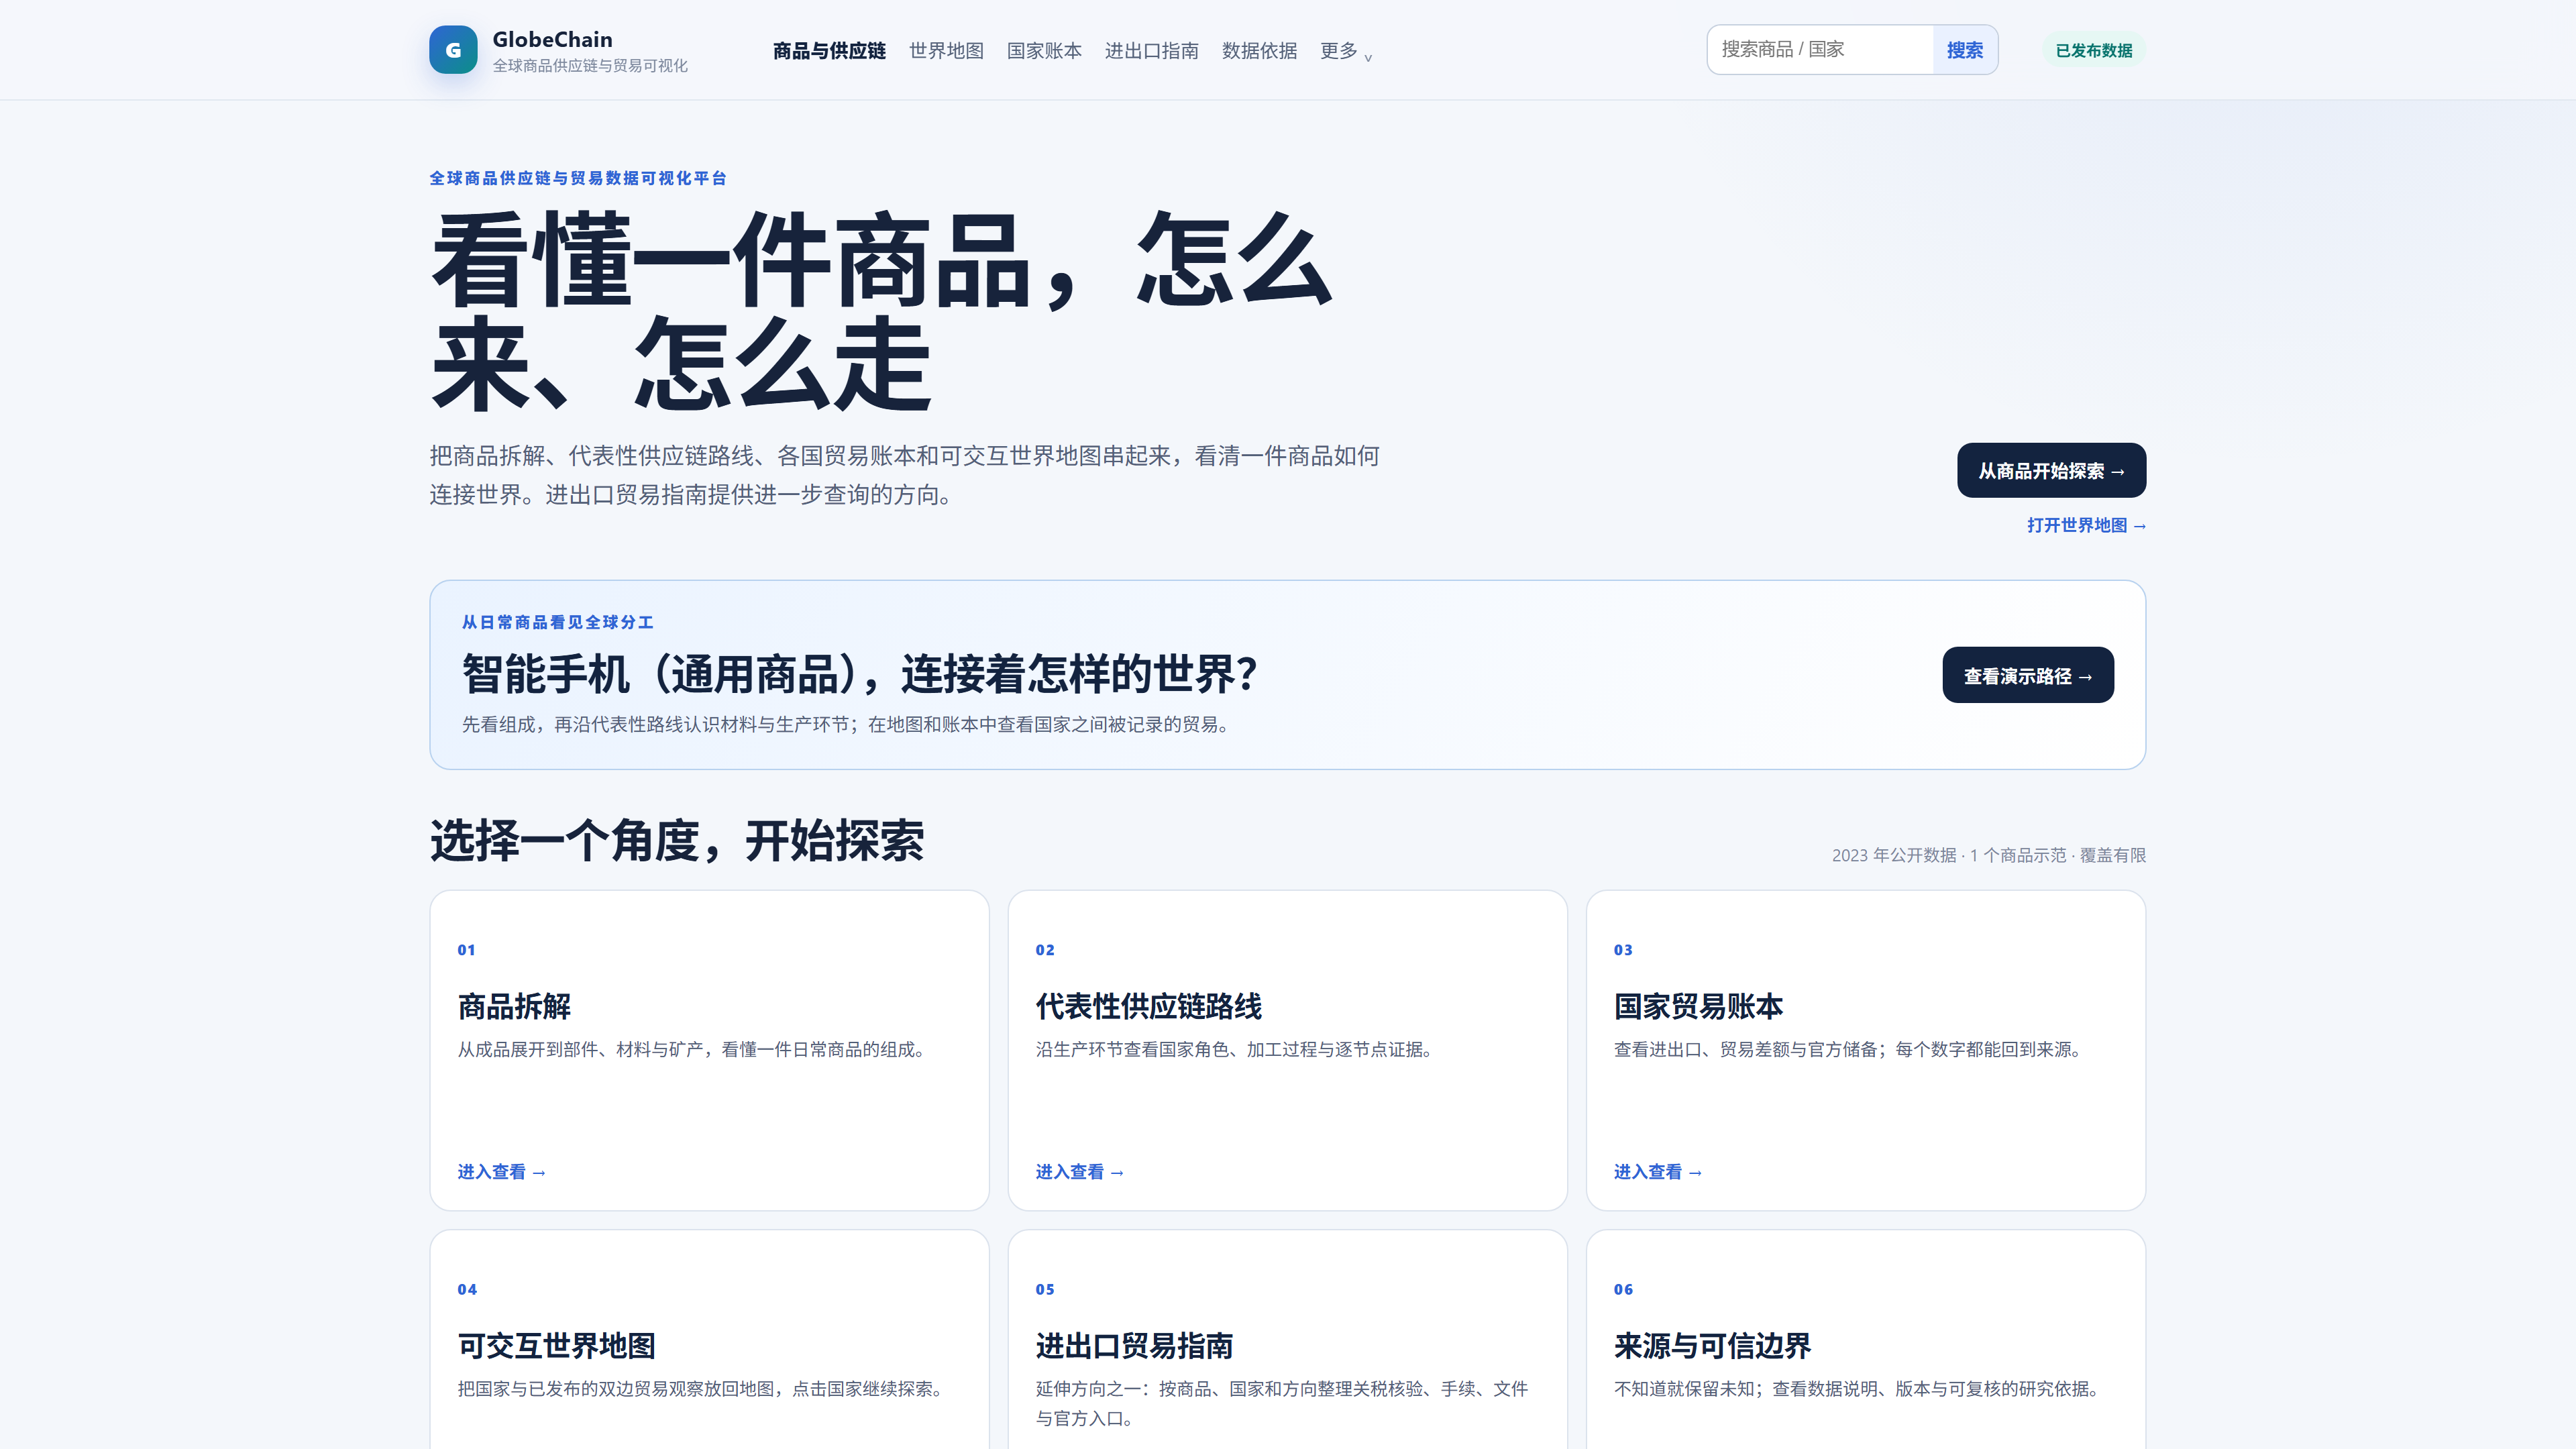 G
GlobeChain
全球商品供应链与贸易可视化
商品与供应链 世界地图 国家账本 进出口指南 数据依据 更多
搜索商品 / 国家
搜索
已发布数据
全球商品供应链与贸易数据可视化平台
看懂一件商品，怎么
来、怎么走
把商品拆解、代表性供应链路线、各国贸易账本和可交互世界地图串起来，看清一件商品如何
连接世界。进出口贸易指南提供进一步查询的方向。
从商品开始探索 →
打开世界地图 →
从日常商品看见全球分工
智能手机（通用商品），连接着怎样的世界？
先看组成，再沿代表性路线认识材料与生产环节；在地图和账本中查看国家之间被记录的贸易。
查看演示路径 →
选择一个角度，开始探索
2023 年公开数据 · 1 个商品示范 · 覆盖有限
01
商品拆解
从成品展开到部件、材料与矿产，看懂一件日常商品的组成。
进入查看 →
02
代表性供应链路线
沿生产环节查看国家角色、加工过程与逐节点证据。
进入查看 →
03
国家贸易账本
查看进出口、贸易差额与官方储备；每个数字都能回到来源。
进入查看 →
04
可交互世界地图
把国家与已发布的双边贸易观察放回地图，点击国家继续探索。
05
进出口贸易指南
延伸方向之一：按商品、国家和方向整理关税核验、手续、文件
与官方入口。
06
来源与可信边界
不知道就保留未知；查看数据说明、版本与可复核的研究依据。